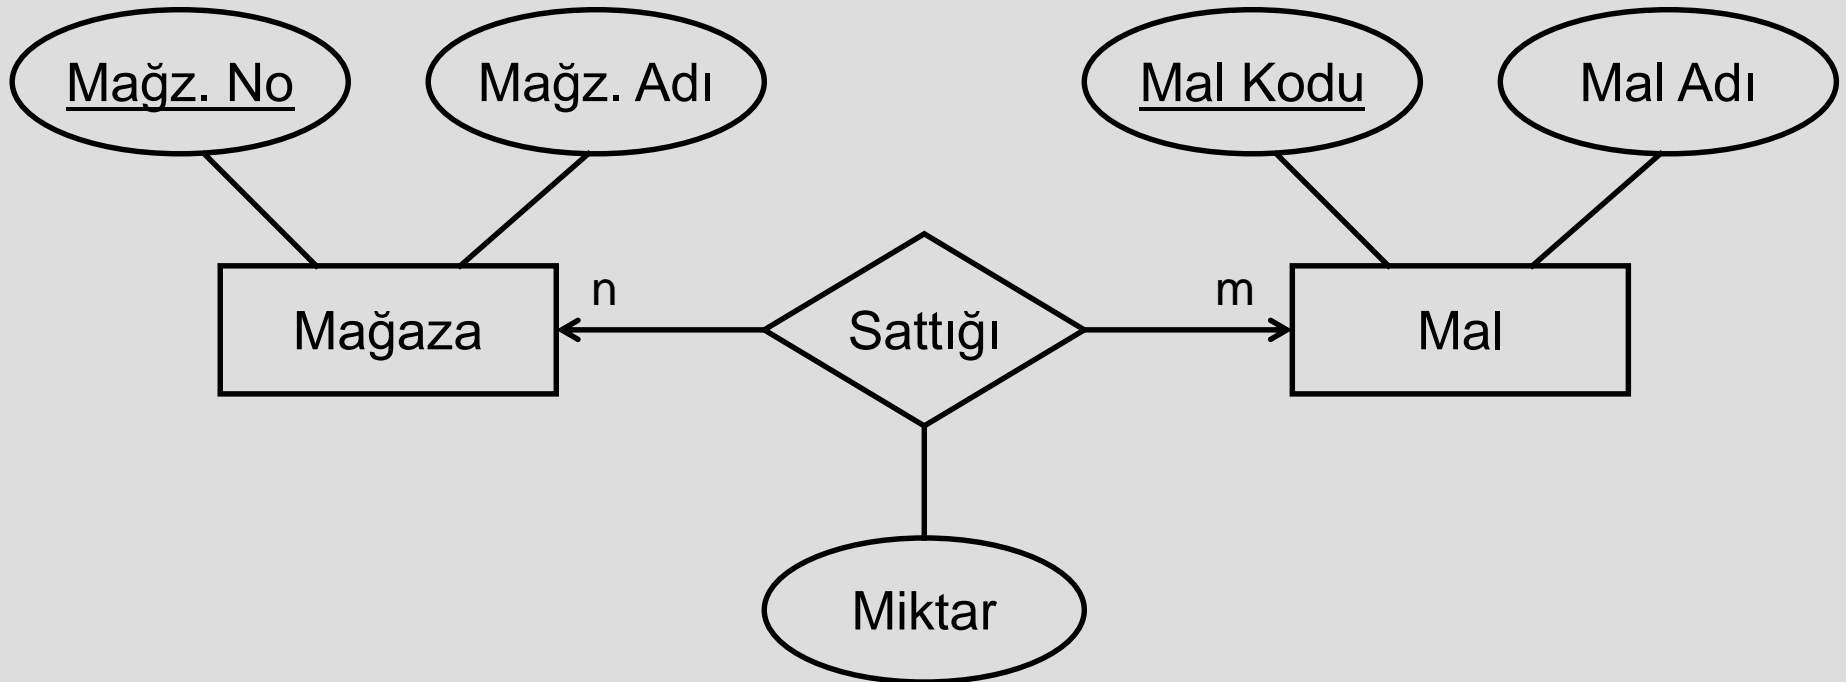 Mağz. No
Mağz. Adı
Mal Kodu
Mal Adı
n
m
Mağaza
Sattığı
Mal
Miktar